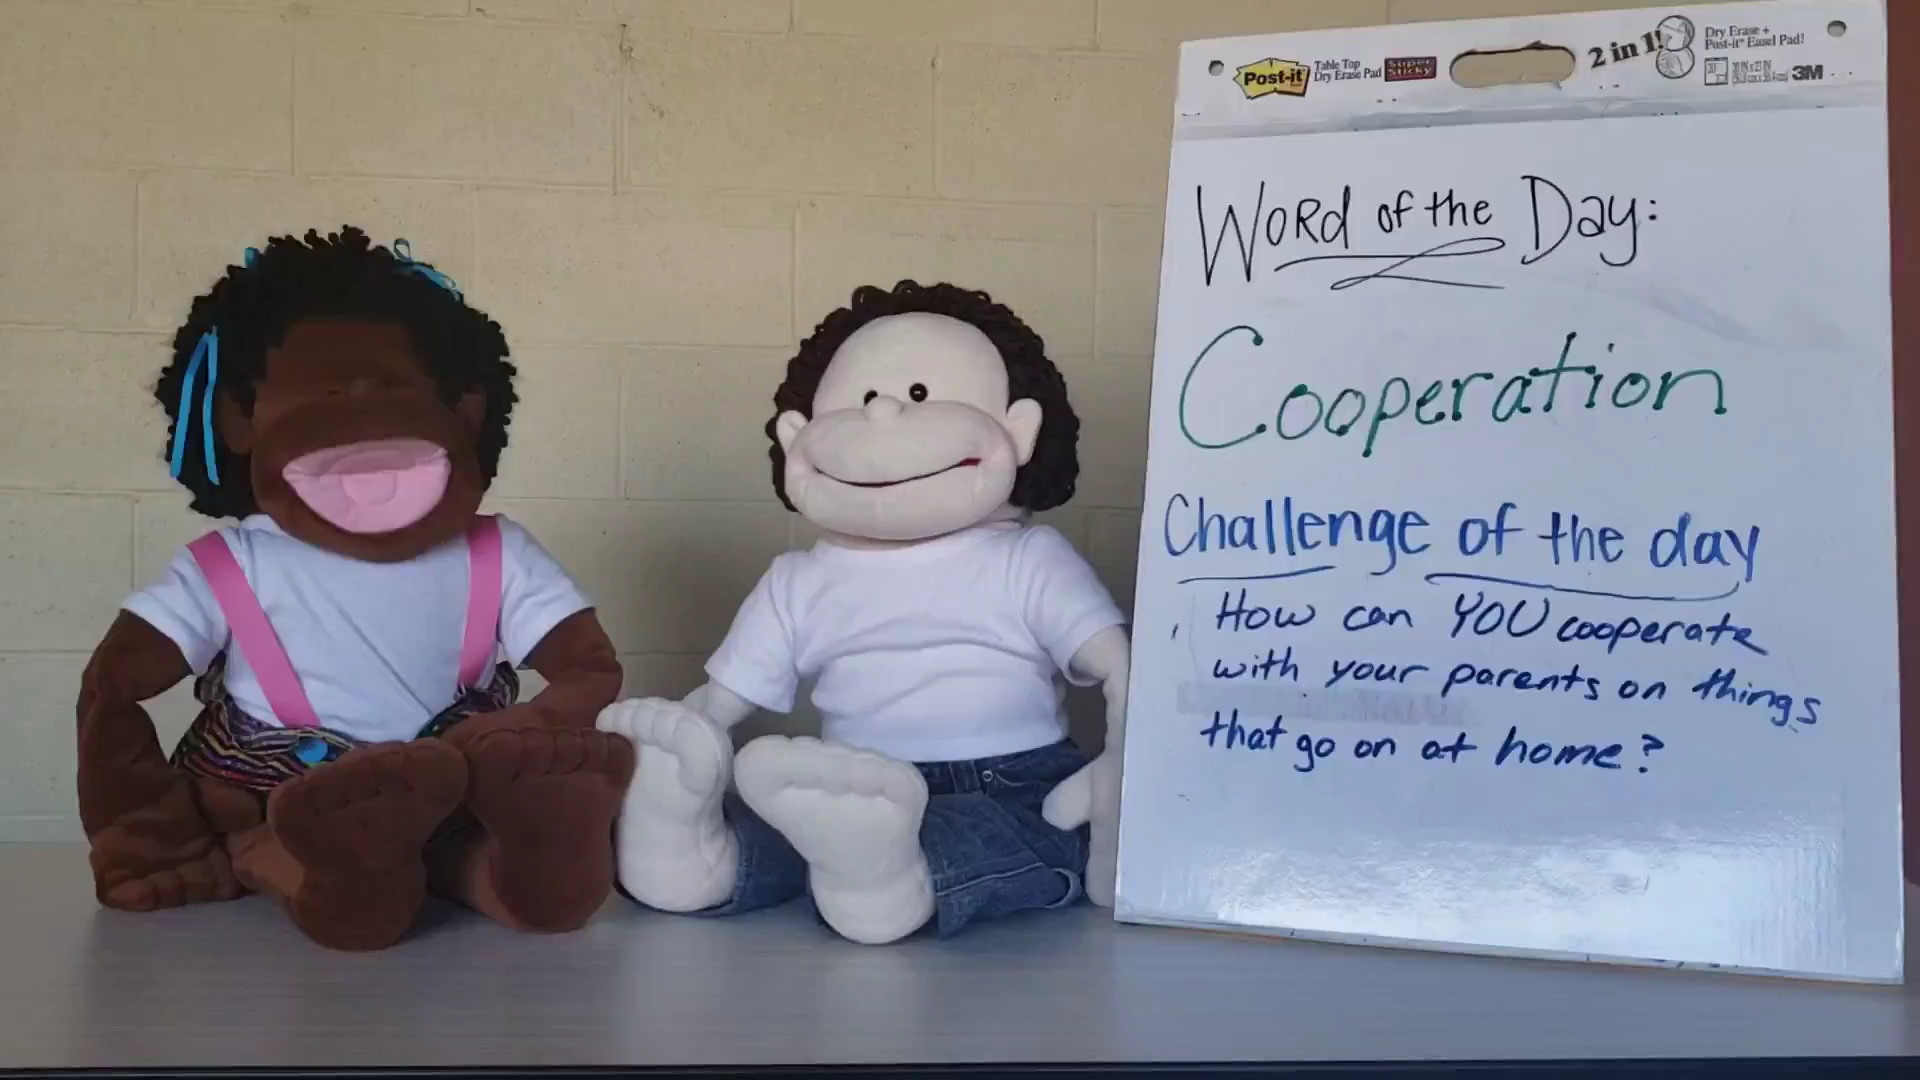 Post-it Table Top Dry Erase Pad Super Sticky 2 in 1! Dry Erase + Post-it Easel Pad! 3M
WORd of the Day:
Cooperation
Challenge of the day
How can YOU cooperate
with your parents on things
that go on at home?